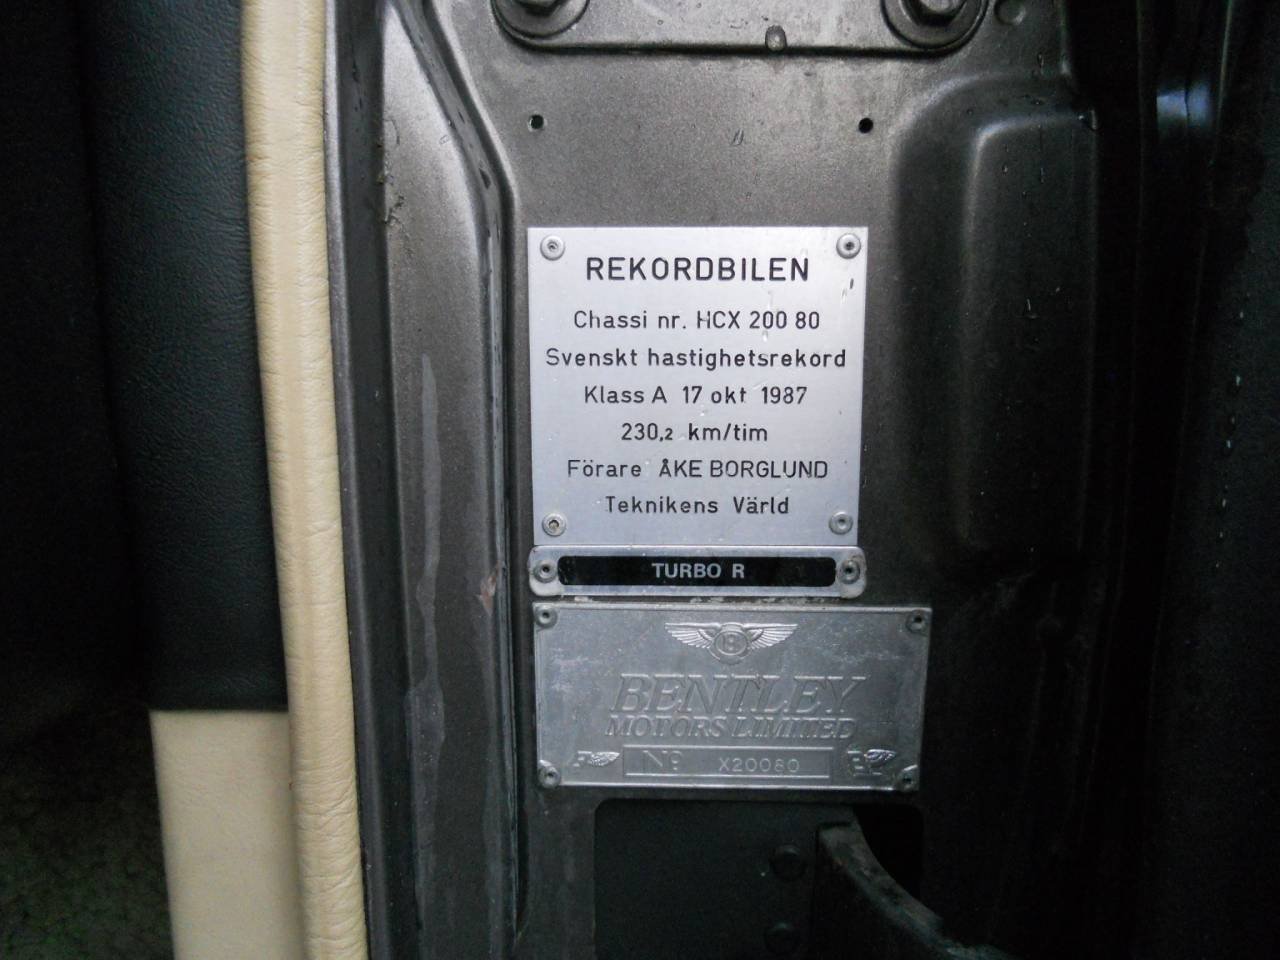 REKORDBILEN
Chassi nr. HCX 200 80
Svenskt hastighetsrekord
Klass A 17 okt 1987
230,2 km/tim
Förare ÅKE BORGLUND
Teknikens Värld
TURBO R
B
BENTLEY
MOTORS LIMITED
Nº X20080